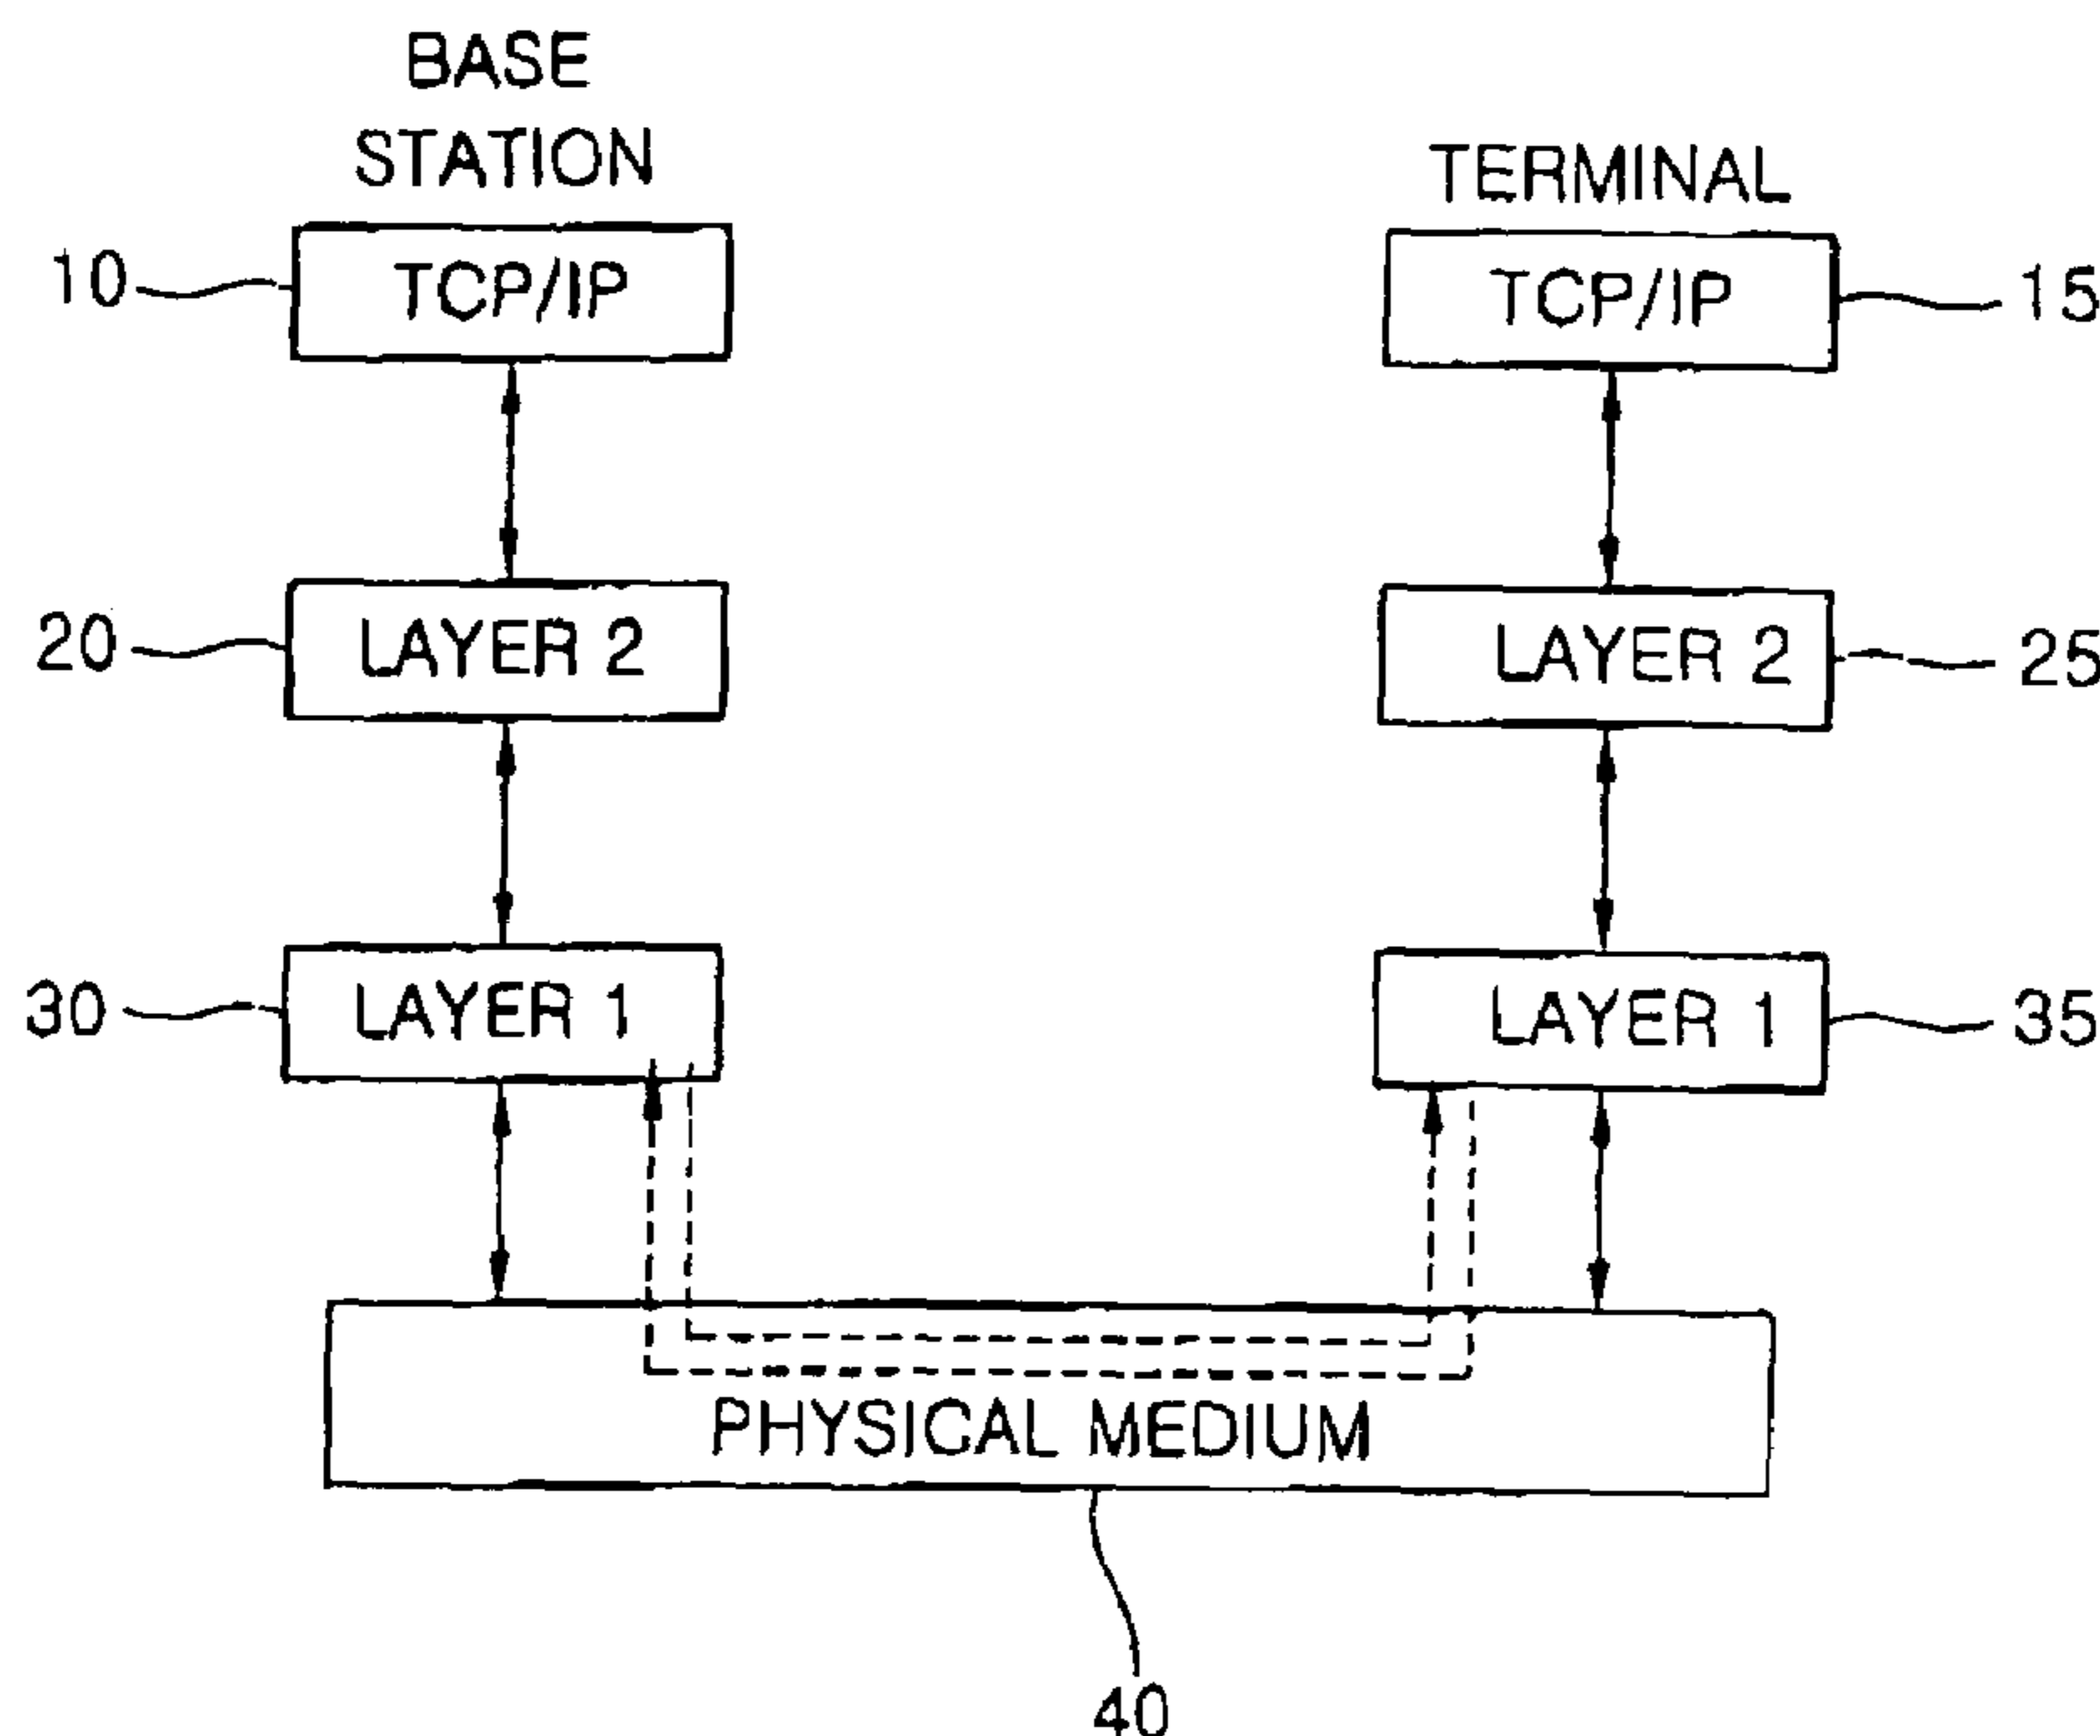 BASE
STATION
TERMINAL
10
TCP/IP
TCP/IP
15
20
LAYER 2
LAYER 2
25
30
LAYER 1
LAYER 1
35
PHYSICAL MEDIUM
40